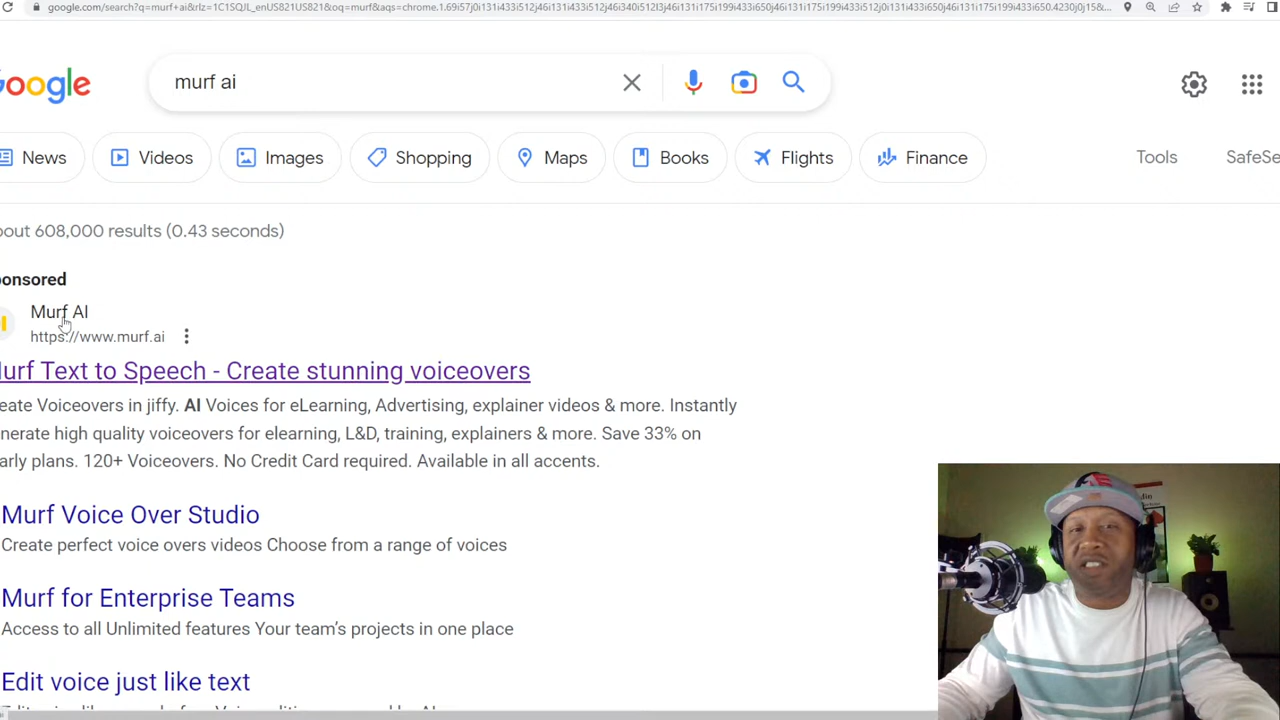 google.com/search?q=murf+ai&rlz=1C1SQJL_enUS821US821&oq=murf&aqs=chrome.1.69i57j0i131i433i512j46i131i433i512j46i340i512l3j46i131i175i199i433i650j46i131i175i199i433i512j0i131i433i650j46i131i175i199i433i650.4230j0j15&...
Google
murf ai
News
Videos
Images
Shopping
Maps
Books
Flights
Finance
Tools
SafeSe
bout 608,000 results (0.43 seconds)
ponsored
Murf AI
https://www.murf.ai
urf Text to Speech - Create stunning voiceovers
eate Voiceovers in jiffy. AI Voices for eLearning, Advertising, explainer videos & more. Instantly
nerate high quality voiceovers for elearning, L&D, training, explainers & more. Save 33% on
arly plans. 120+ Voiceovers. No Credit Card required. Available in all accents.
Murf Voice Over Studio
Create perfect voice overs videos Choose from a range of voices
Murf for Enterprise Teams
Access to all Unlimited features Your team's projects in one place
Edit voice just like text